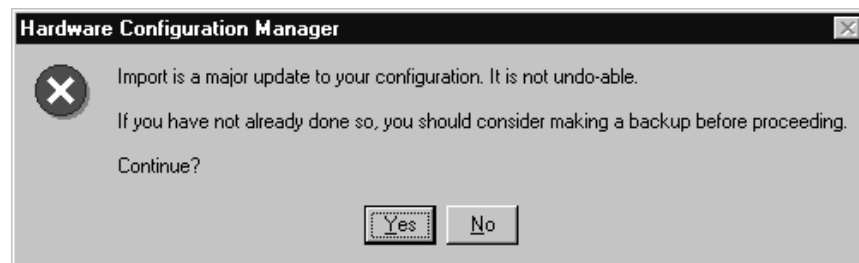 Hardware Configuration Manager
Import is a major update to your configuration. It is not undo-able.
If you have not already done so, you should consider making a backup before proceeding.
Continue?
Yes No